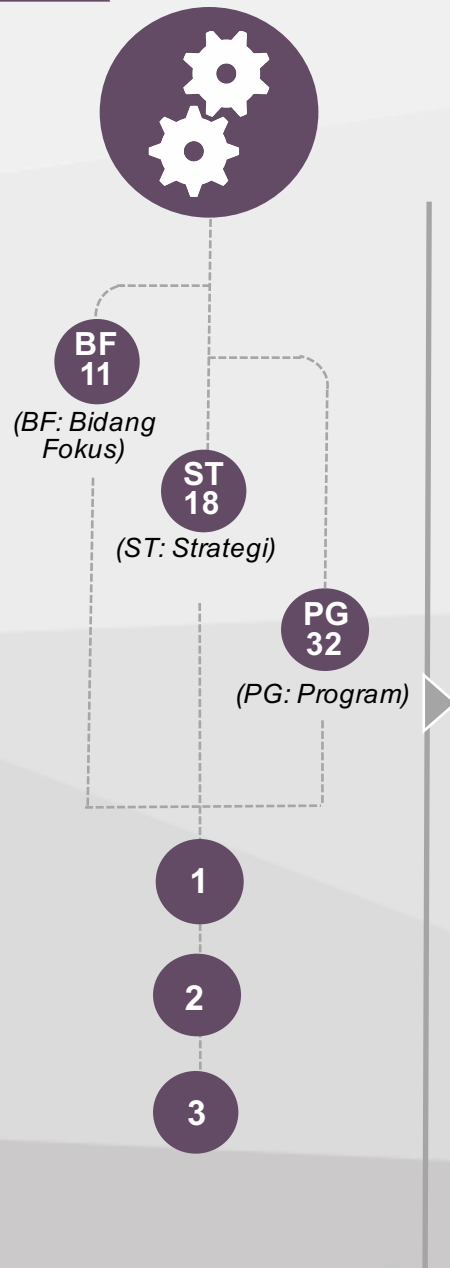 BF
11
(BF: Bidang
Fokus)
ST
18
(ST: Strategi)
PG
32
(PG: Program)
1
2
3